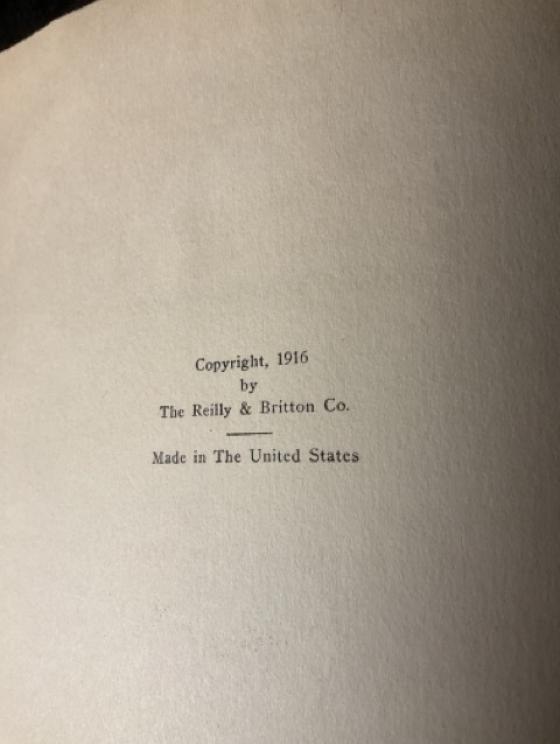 Copyright, 1916
by
The Reilly & Britton Co.
Made in The United States